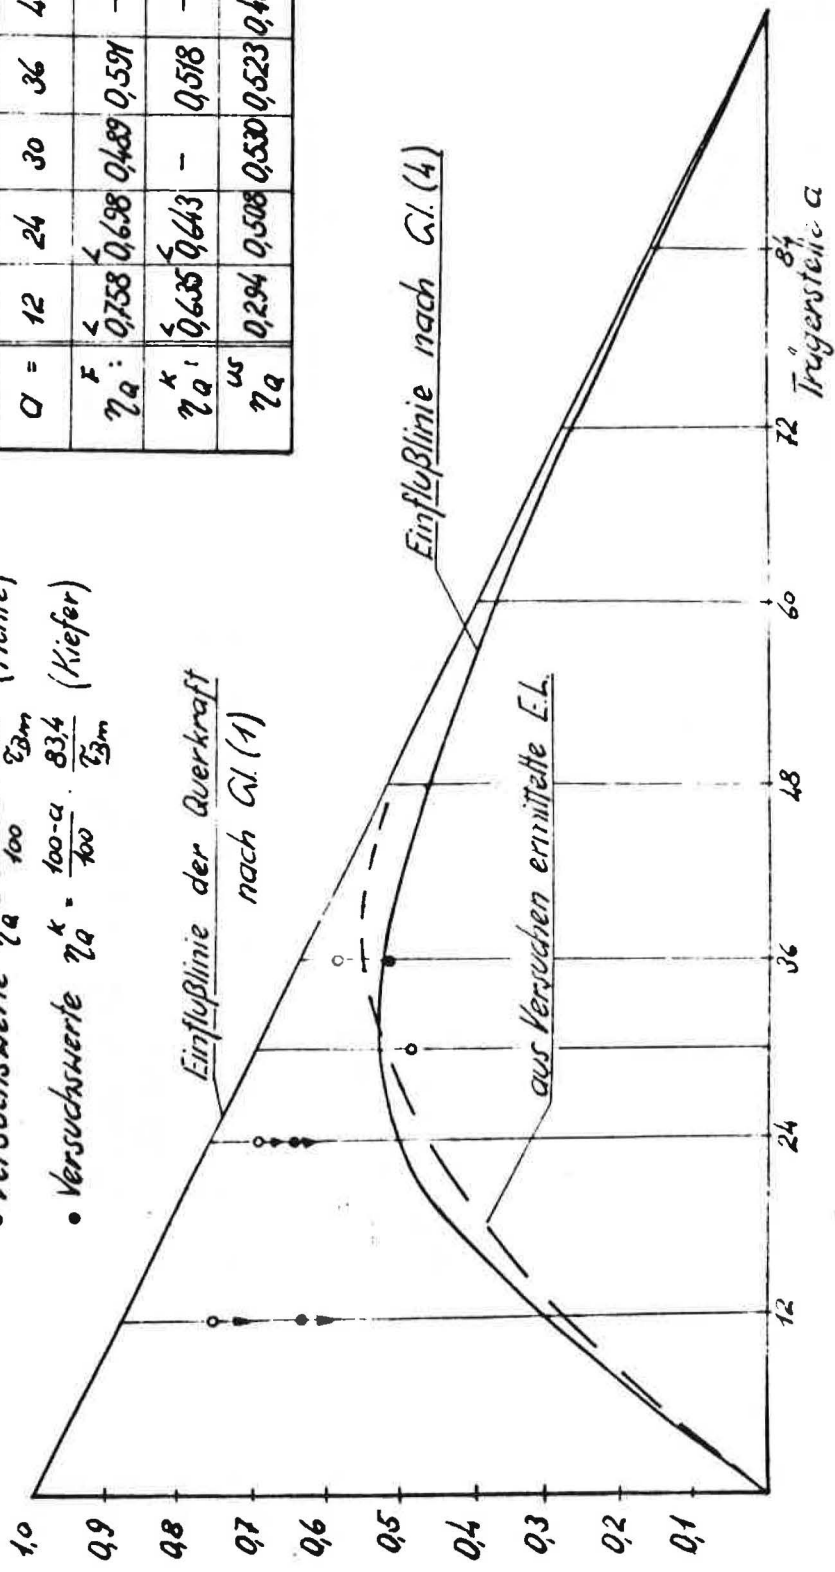 • Versuchswerte η_a^K = (100-a)/100 · 83,4/τ_Bm (Kiefer)
a = 12 24 30 36
η_a^F : < 0,758 < 0,698 0,489 0,591 –
η_a^K : < 0,635 < 0,643 – 0,518 –
η_a^us 0,294 0,508 0,530 0,523
Einflußlinie der Querkraft
nach Gl. (1)
Einflußlinie nach Gl. (4)
aus Versuchen ermittelte E.L.
1,0
0,9
0,8
0,7
0,6
0,5
0,4
0,3
0,2
0,1
12 24 36 48 60 72 84
Trägerstelle a